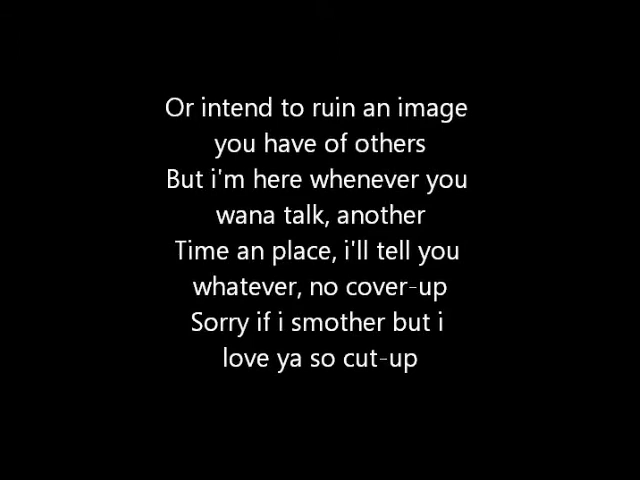 Or intend to ruin an image
you have of others
But i'm here whenever you
wana talk, another
Time an place, i'll tell you
whatever, no cover-up
Sorry if i smother but i
love ya so cut-up